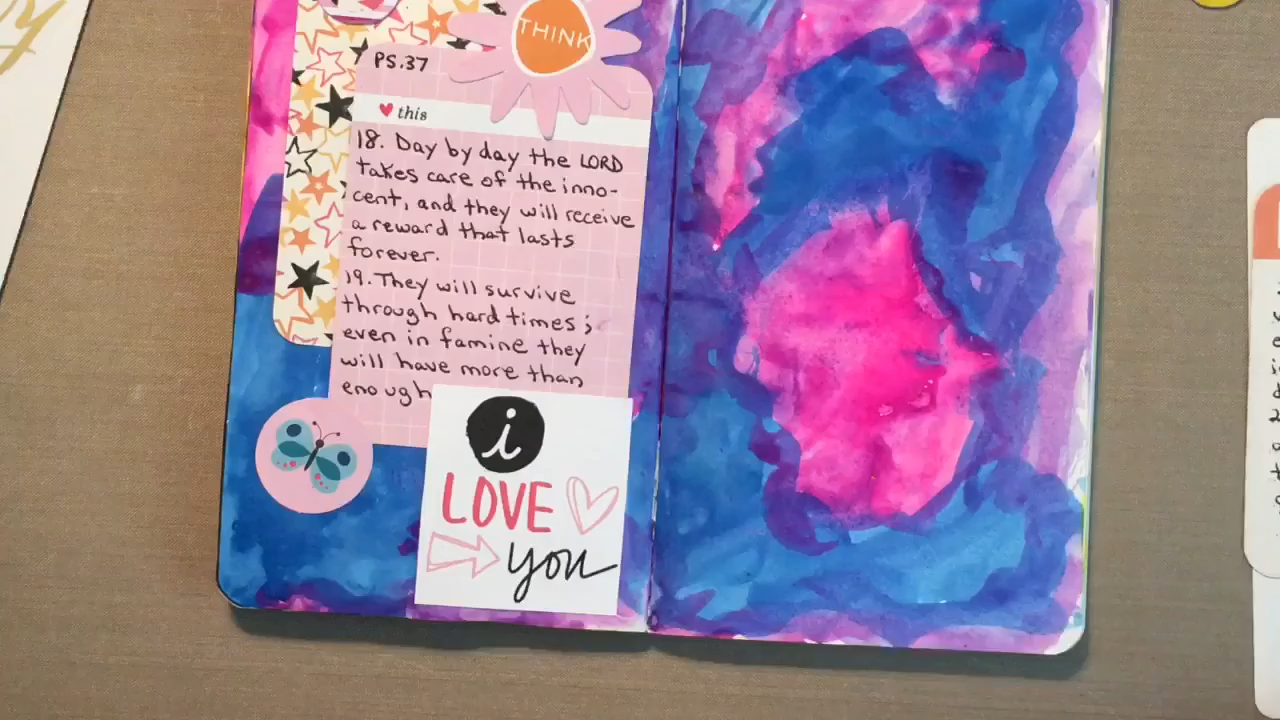 THINK
PS.37
this
18. Day by day the LORD
takes care of the inno-
cent, and they will receive
a reward that lasts
forever.
19. They will survive
through hard times;
even in famine they
will have more than
enough
i
LOVE
you